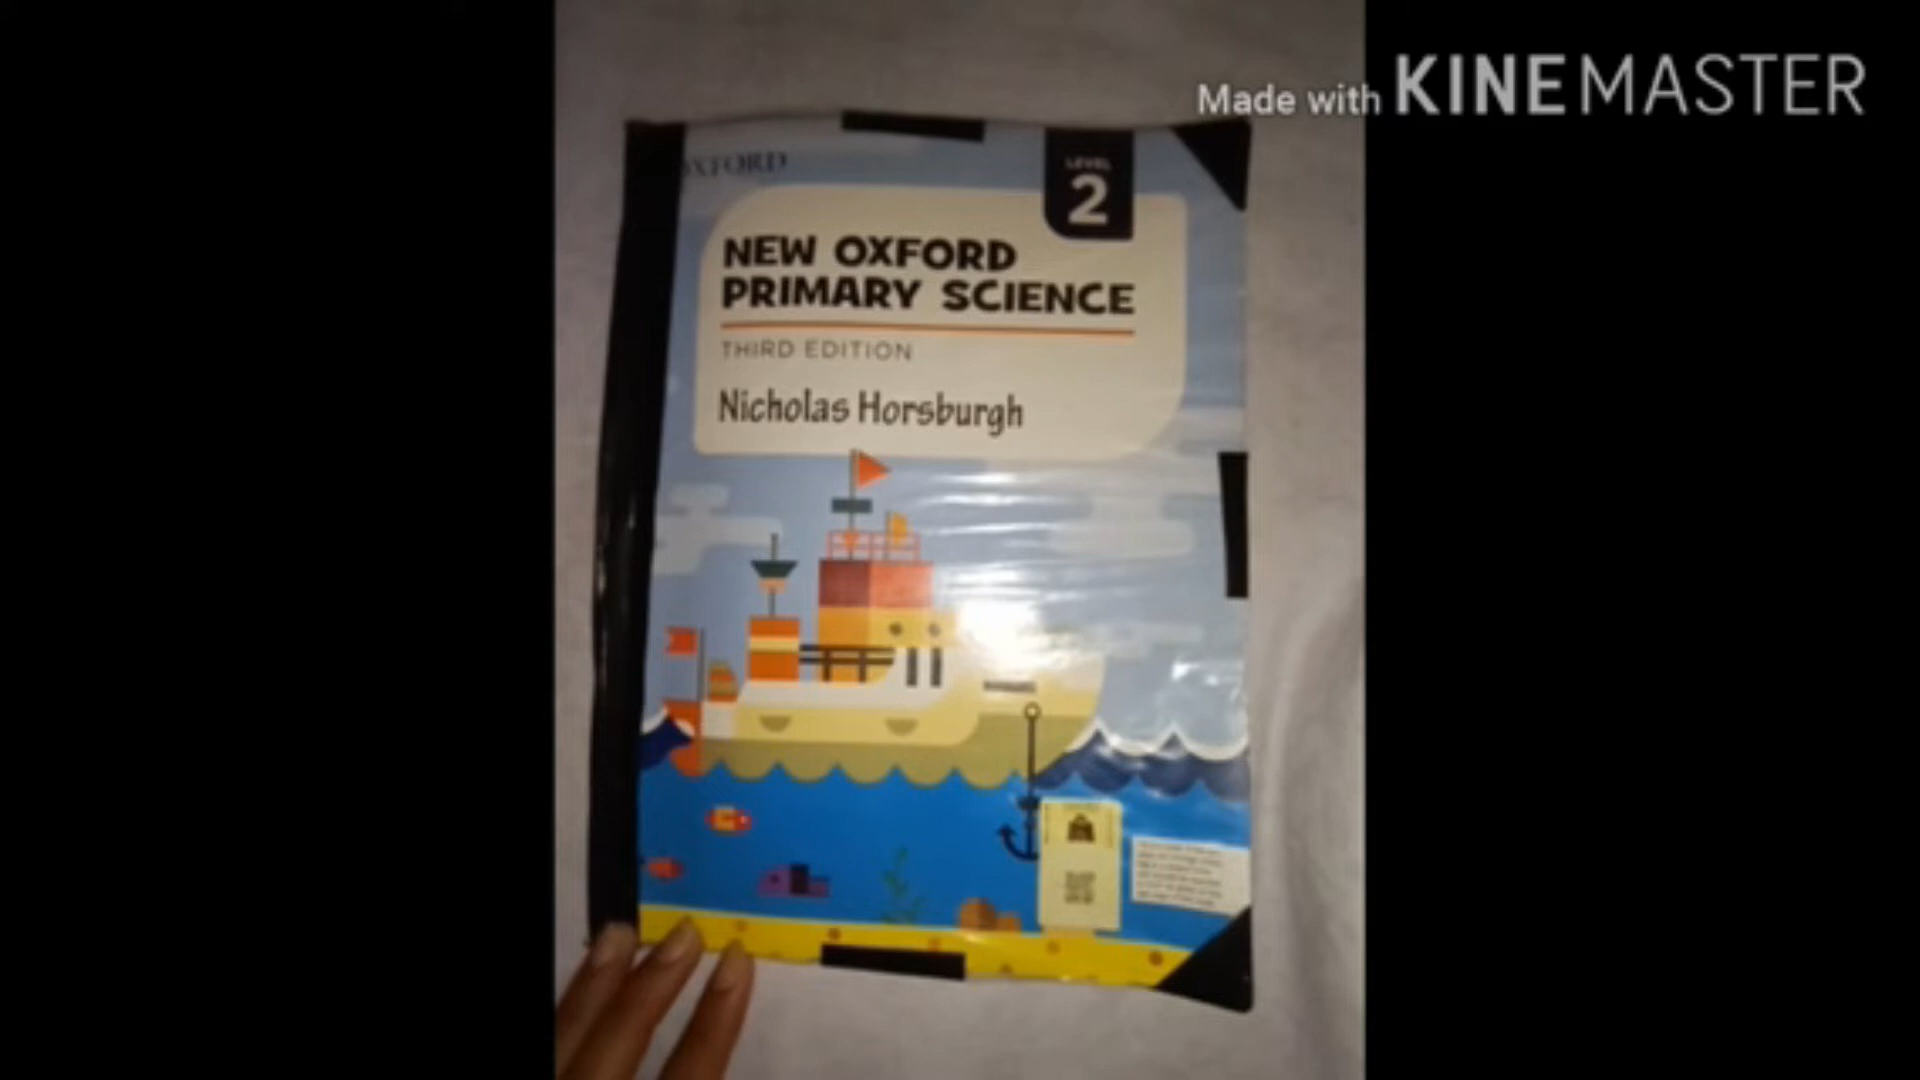 Made with KINEMASTER
OXFORD
LEVEL
2
NEW OXFORD
PRIMARY SCIENCE
THIRD EDITION
Nicholas Horsburgh